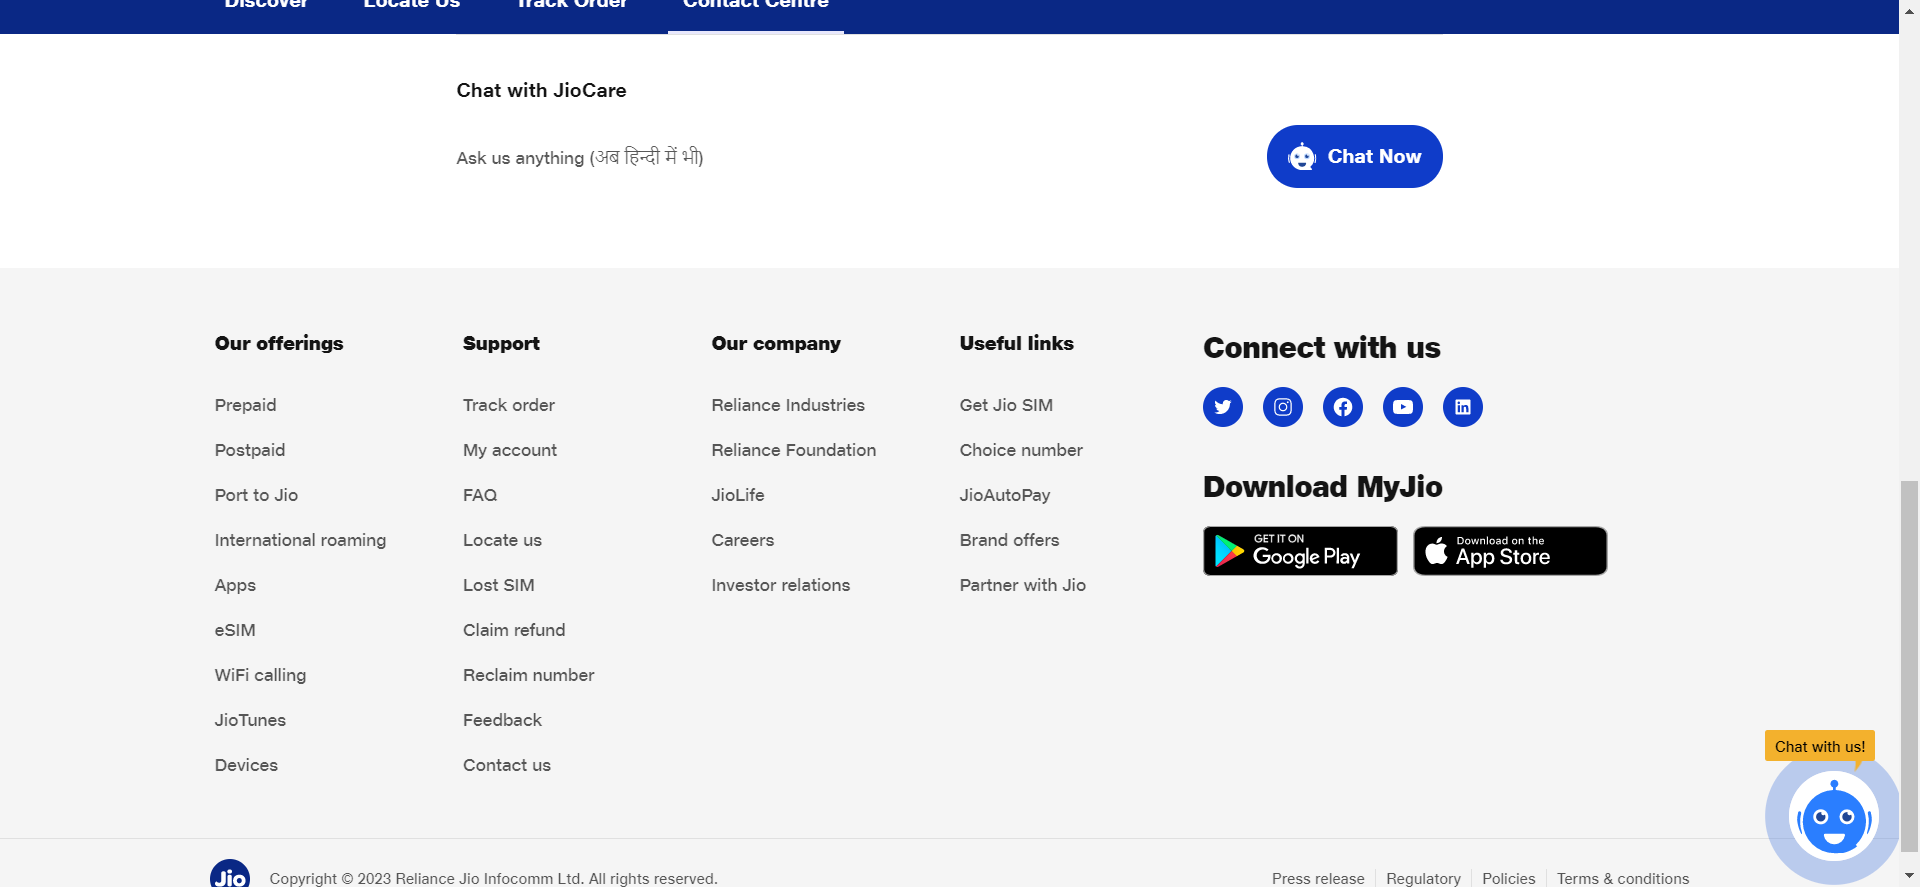 Discover
Locate Us
Track Order
Contact Centre
Chat with JioCare
Ask us anything (अब हिन्दी में भी)
Chat Now
Our offerings
Prepaid
Postpaid
Port to Jio
International roaming
Apps
eSIM
WiFi calling
JioTunes
Devices
Support
Track order
My account
FAQ
Locate us
Lost SIM
Claim refund
Reclaim number
Feedback
Contact us
Our company
Reliance Industries
Reliance Foundation
JioLife
Careers
Investor relations
Useful links
Get Jio SIM
Choice number
JioAutoPay
Brand offers
Partner with Jio
Connect with us
Download MyJio
GET IT ON
Google Play
Download on the
App Store
Chat with us!
Jio
Copyright © 2023 Reliance Jio Infocomm Ltd. All rights reserved.
Press release
Regulatory
Policies
Terms & conditions